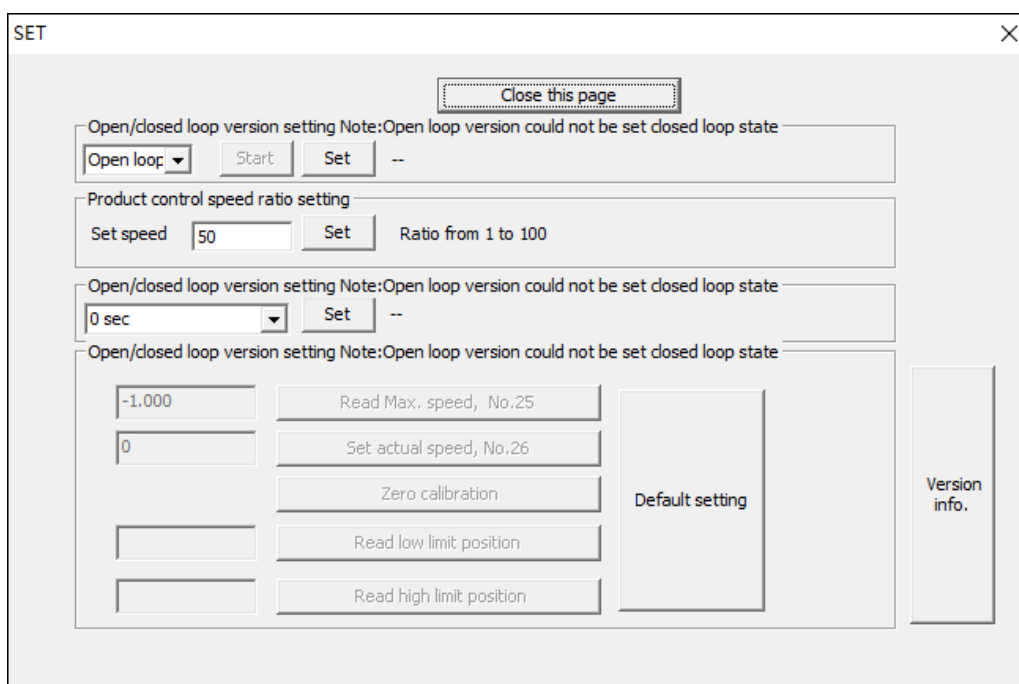 SET
Close this page
Open/closed loop version setting Note:Open loop version could not be set closed loop state
Open loop
Start
Set
--
Product control speed ratio setting
Set speed
50
Set
Ratio from 1 to 100
Open/closed loop version setting Note:Open loop version could not be set closed loop state
0 sec
Set
--
Open/closed loop version setting Note:Open loop version could not be set closed loop state
-1.000
Read Max. speed, No.25
0
Set actual speed, No.26
Zero calibration
Default setting
Read low limit position
Read high limit position
Version
info.